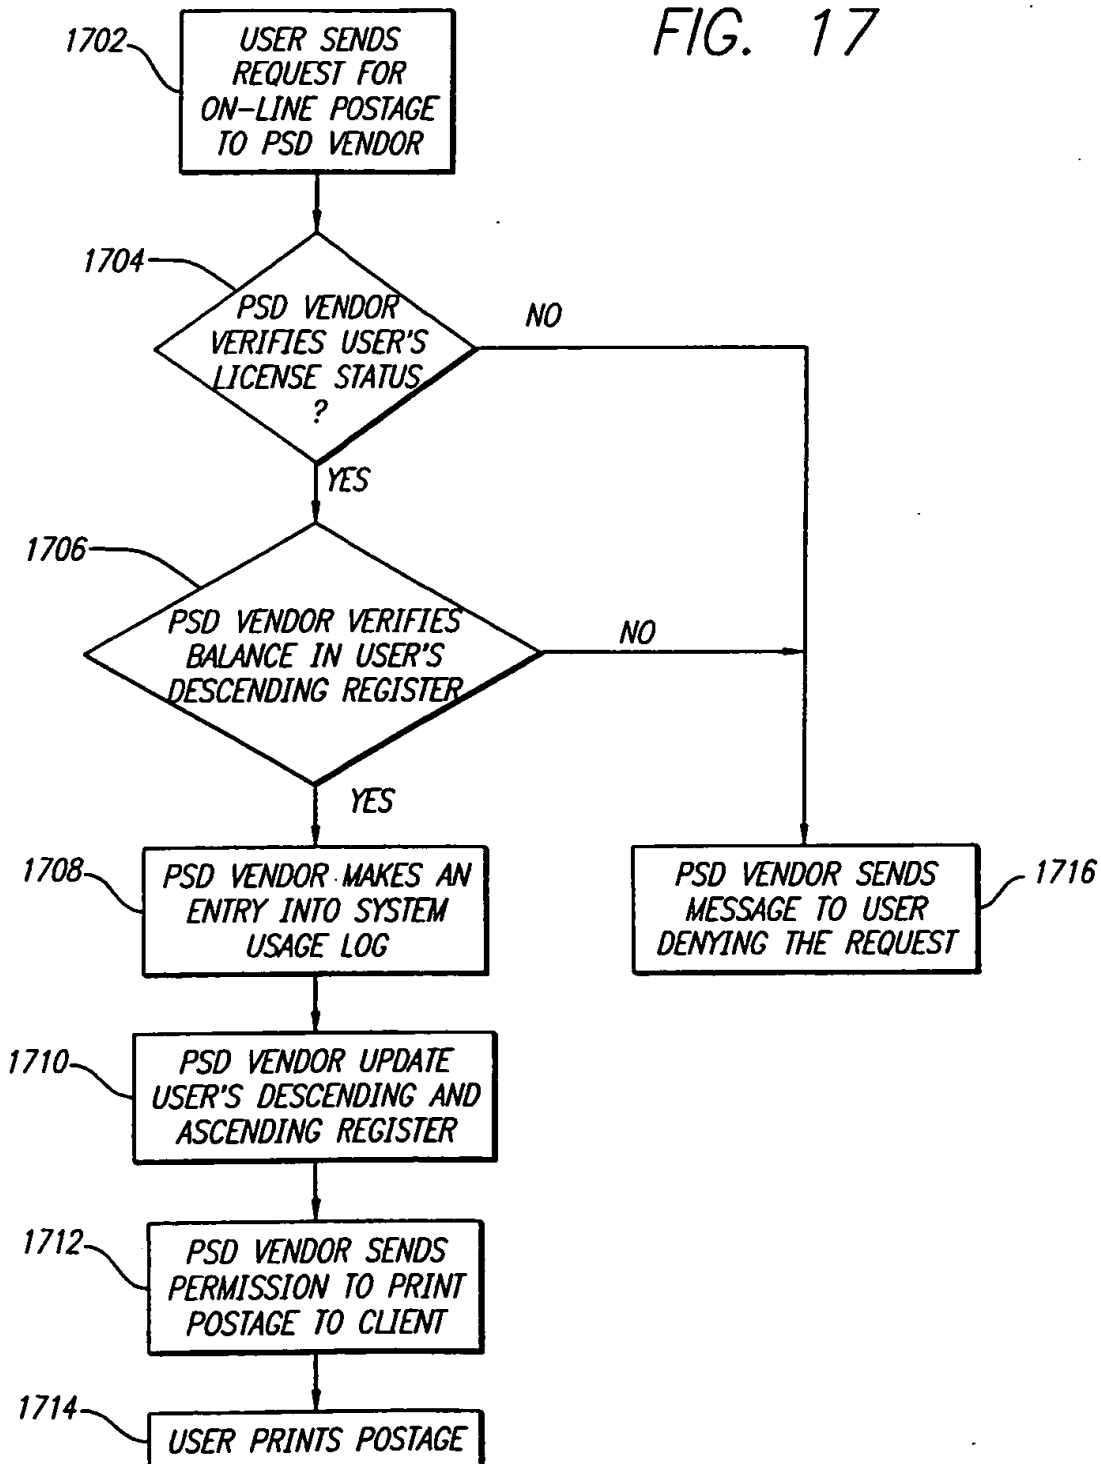 FIG. 17
1702
USER SENDS
REQUEST FOR
ON-LINE POSTAGE
TO PSD VENDOR
1704
PSD VENDOR
VERIFIES USER'S
LICENSE STATUS
?
NO
YES
1706
PSD VENDOR VERIFIES
BALANCE IN USER'S
DESCENDING REGISTER
NO
YES
1708
PSD VENDOR MAKES AN
ENTRY INTO SYSTEM
USAGE LOG
PSD VENDOR SENDS
MESSAGE TO USER
DENYING THE REQUEST
1716
1710
PSD VENDOR UPDATE
USER'S DESCENDING AND
ASCENDING REGISTER
1712
PSD VENDOR SENDS
PERMISSION TO PRINT
POSTAGE TO CLIENT
1714
USER PRINTS POSTAGE